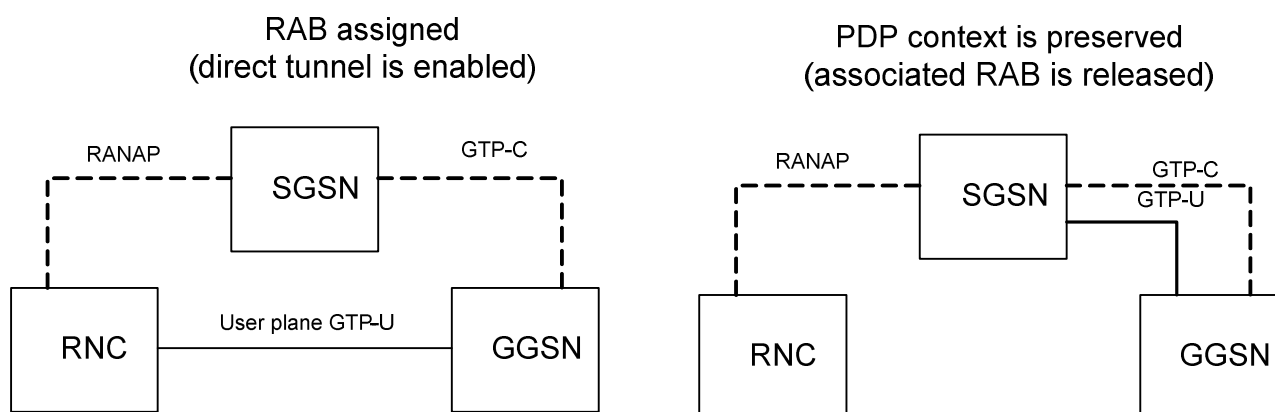 RAB assigned
(direct tunnel is enabled)
RANAP
GTP-C
SGSN
RNC
User plane GTP-U
GGSN
PDP context is preserved
(associated RAB is released)
RANAP
SGSN
GTP-C
GTP-U
RNC
GGSN